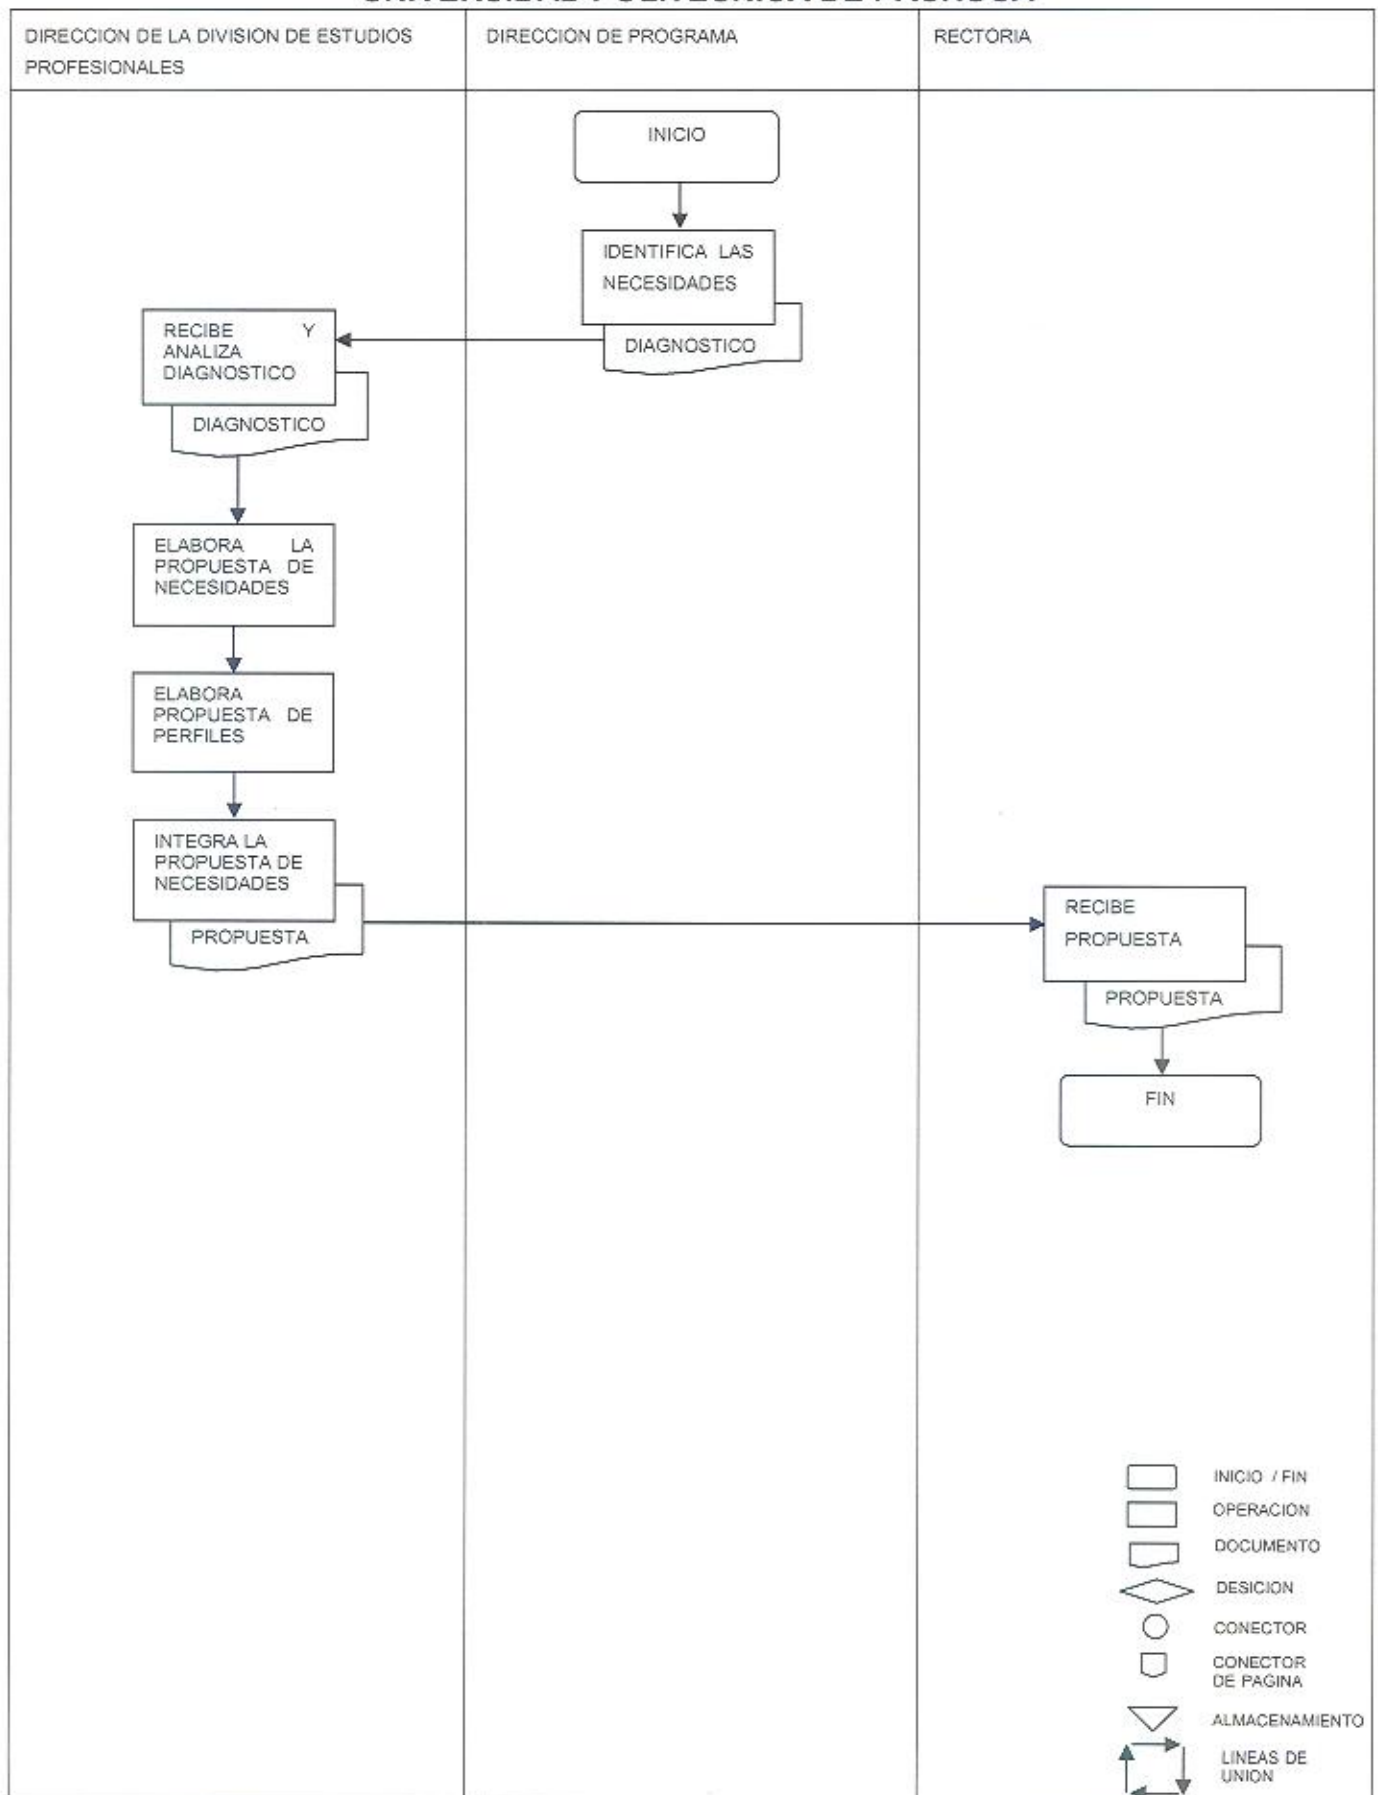 DIRECCION DE LA DIVISION DE ESTUDIOS
PROFESIONALES
DIRECCION DE PROGRAMA
RECTORIA
INICIO
IDENTIFICA LAS
NECESIDADES
DIAGNOSTICO
RECIBE Y
ANALIZA
DIAGNOSTICO
DIAGNOSTICO
ELABORA LA
PROPUESTA DE
NECESIDADES
ELABORA
PROPUESTA DE
PERFILES
INTEGRA LA
PROPUESTA DE
NECESIDADES
PROPUESTA
RECIBE
PROPUESTA
PROPUESTA
FIN
INICIO / FIN
OPERACION
DOCUMENTO
DESICION
CONECTOR
CONECTOR
DE PAGINA
ALMACENAMIENTO
LINEAS DE
UNION